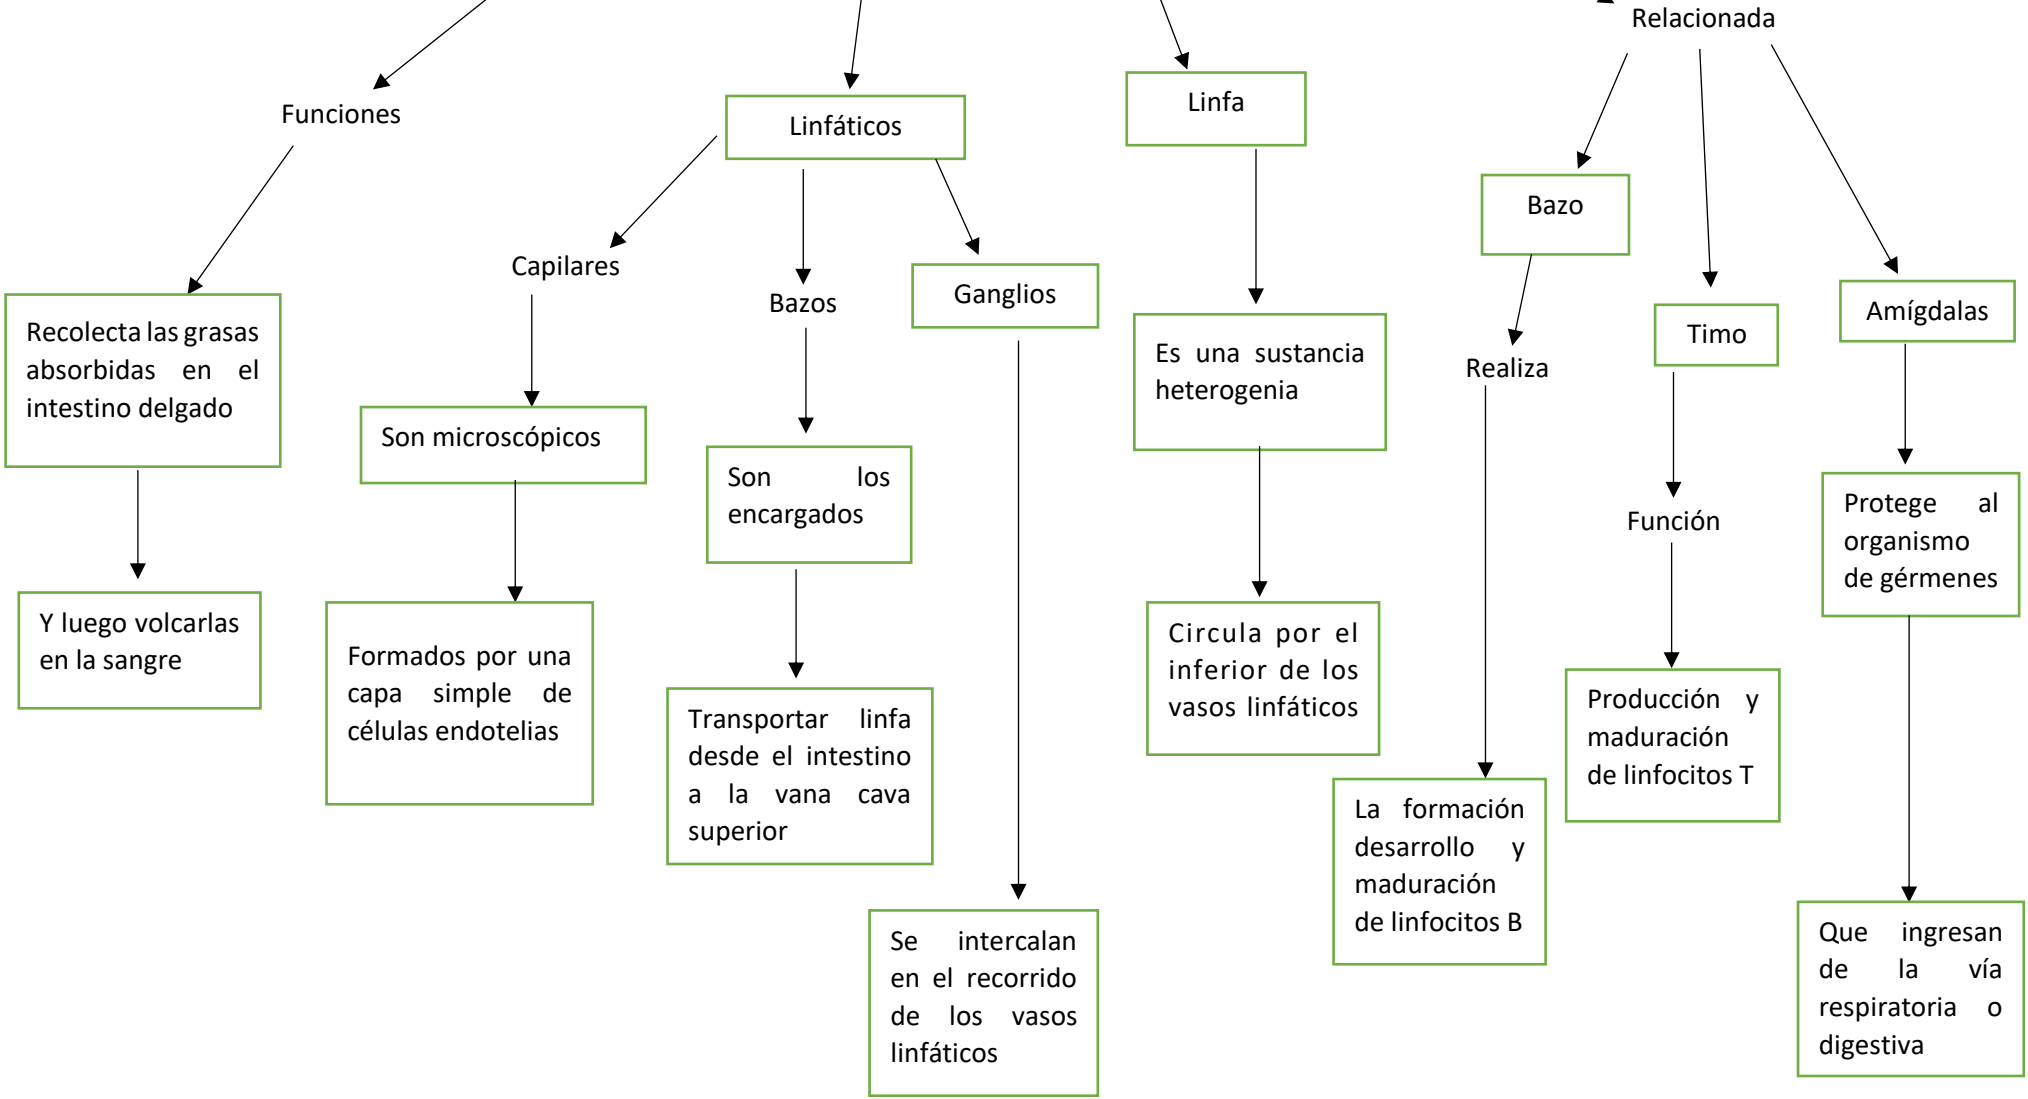 Relacionada
Funciones
Linfáticos
Linfa
Bazo
Capilares
Bazos
Ganglios
Timo
Amígdalas
Recolecta las grasas
absorbidas en el
intestino delgado
Es una sustancia
heterogenia
Realiza
Son microscópicos
Son los
encargados
Función
Protege al
organismo
de gérmenes
Y luego volcarlas
en la sangre
Formados por una
capa simple de
células endotelias
Transportar linfa
desde el intestino
a la vana cava
superior
Circula por el
inferior de los
vasos linfáticos
Producción y
maduración
de linfocitos T
La formación
desarrollo y
maduración
de linfocitos B
Se intercalan
en el recorrido
de los vasos
linfáticos
Que ingresan
de la vía
respiratoria o
digestiva